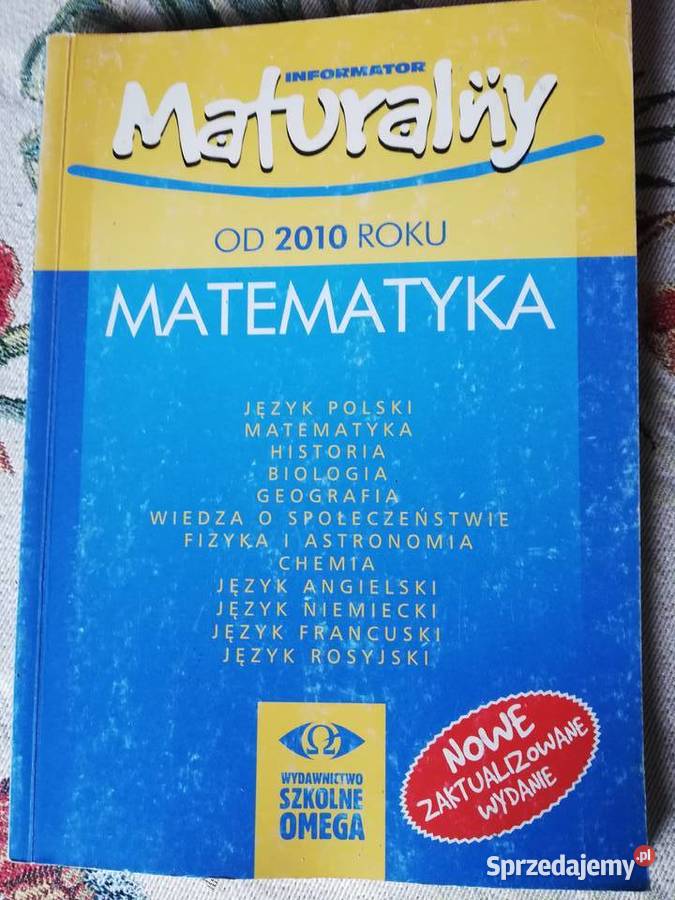 INFORMATOR
Maturalny
OD 2010 ROKU
MATEMATYKA
JĘZYK POLSKI
MATEMATYKA
HISTORIA
BIOLOGIA
GEOGRAFIA
WIEDZA O SPOŁECZEŃSTWIE
FIZYKA I ASTRONOMIA
CHEMIA
JĘZYK ANGIELSKI
JĘZYK NIEMIECKI
JĘZYK FRANCUSKI
JĘZYK ROSYJSKI
NOWE
ZAKTUALIZOWANE
WYDANIE
Ω
WYDAWNICTWO
SZKOLNE
OMEGA
Sprzedajemy.pl